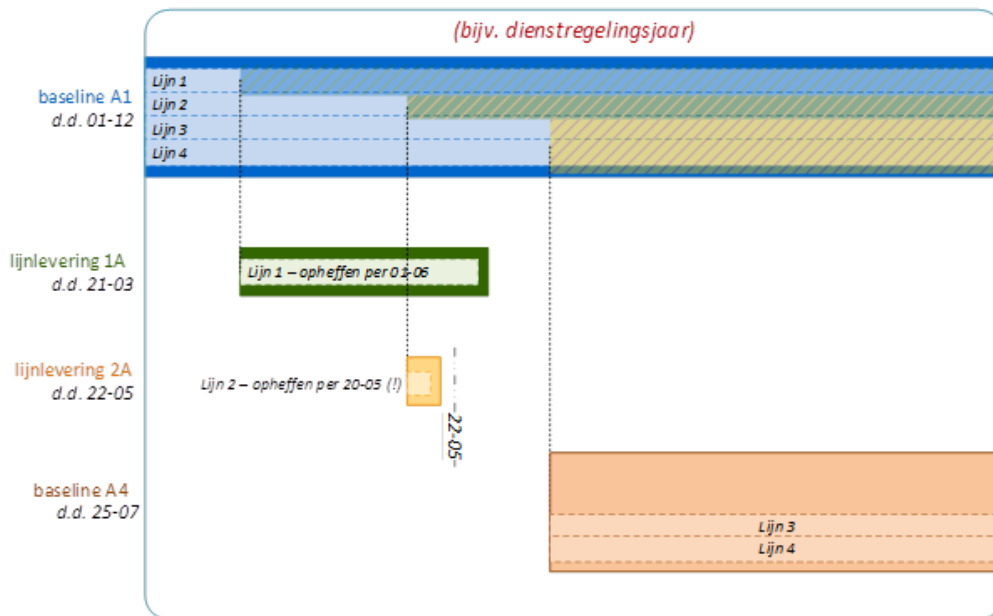 (bijv. dienstregelingsjaar)
baseline A1
d.d. 01-12
Lijn 1
Lijn 2
Lijn 3
Lijn 4
lijnlevering 1A
d.d. 21-03
Lijn 1 – opheffen per 01-06
lijnlevering 2A
d.d. 22-05
Lijn 2 – opheffen per 20-05 (!)
22-05
baseline A4
d.d. 25-07
Lijn 3
Lijn 4